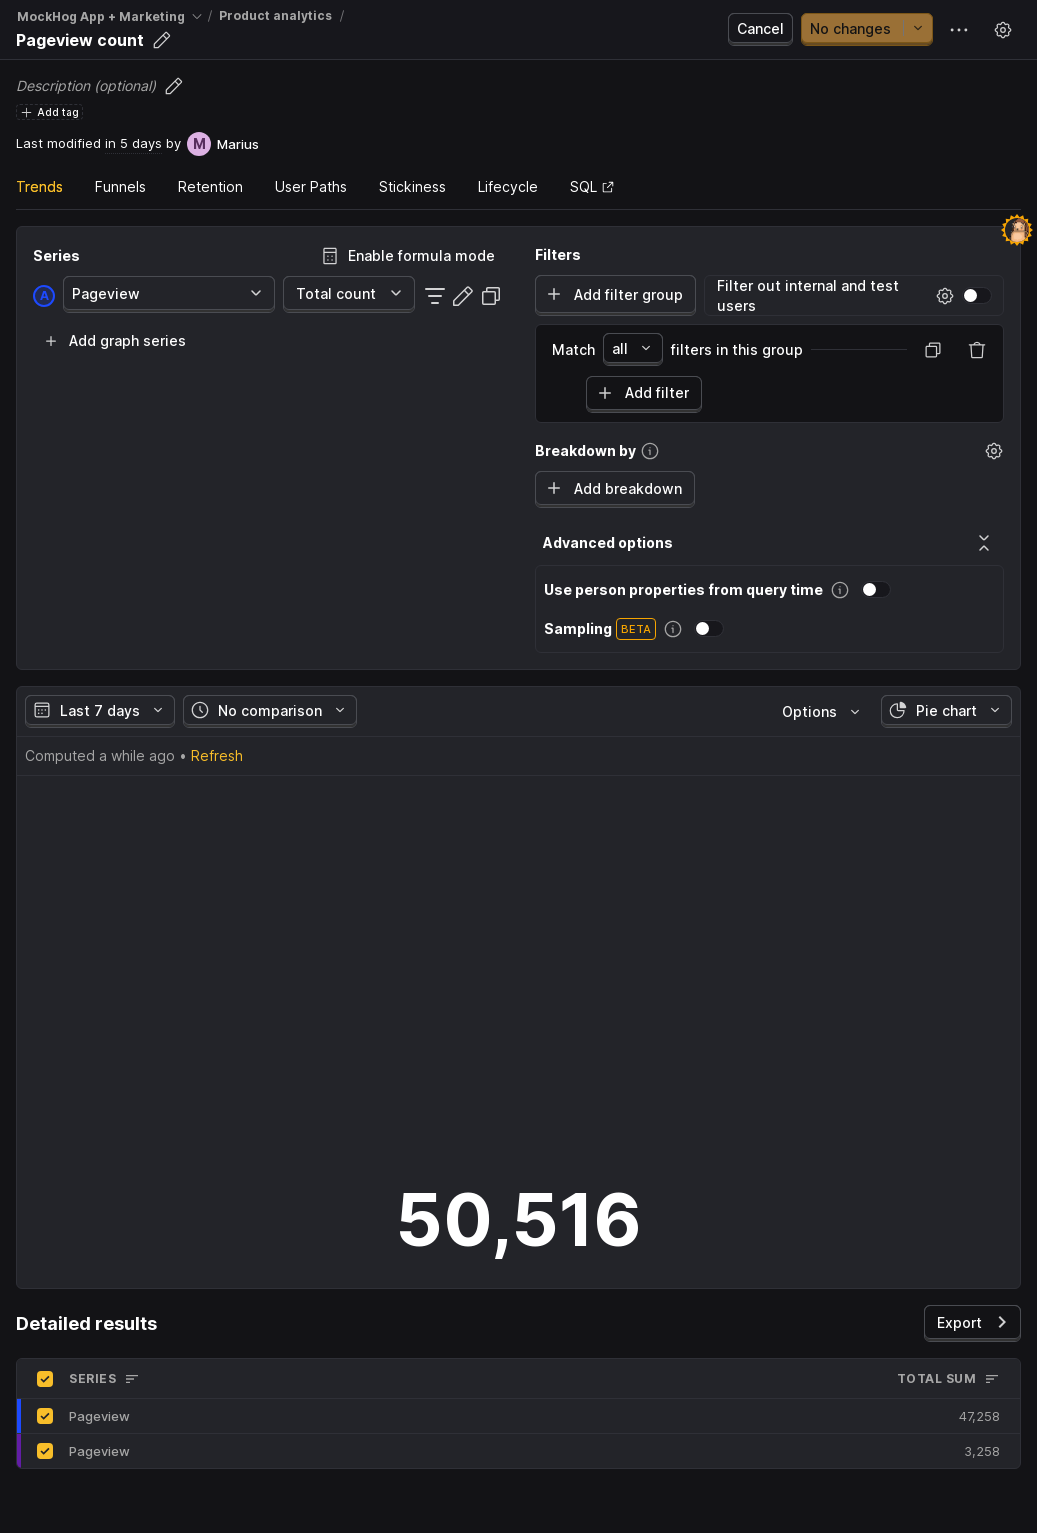 MockHog App + Marketing / Product analytics /
Pageview count
Cancel
No changes
Description (optional)
Add tag
Last modified in 5 days by M Marius
Trends Funnels Retention User Paths Stickiness Lifecycle SQL
Series
Enable formula mode
A Pageview Total count
Add graph series
Filters
Add filter group
Filter out internal and test
users
Match all filters in this group
Add filter
Breakdown by
Add breakdown
Advanced options
Use person properties from query time
Sampling BETA
Last 7 days No comparison Options Pie chart
Computed a while ago • Refresh
50,516
Detailed results
Export
SERIES TOTAL SUM
Pageview 47,258
Pageview 3,258